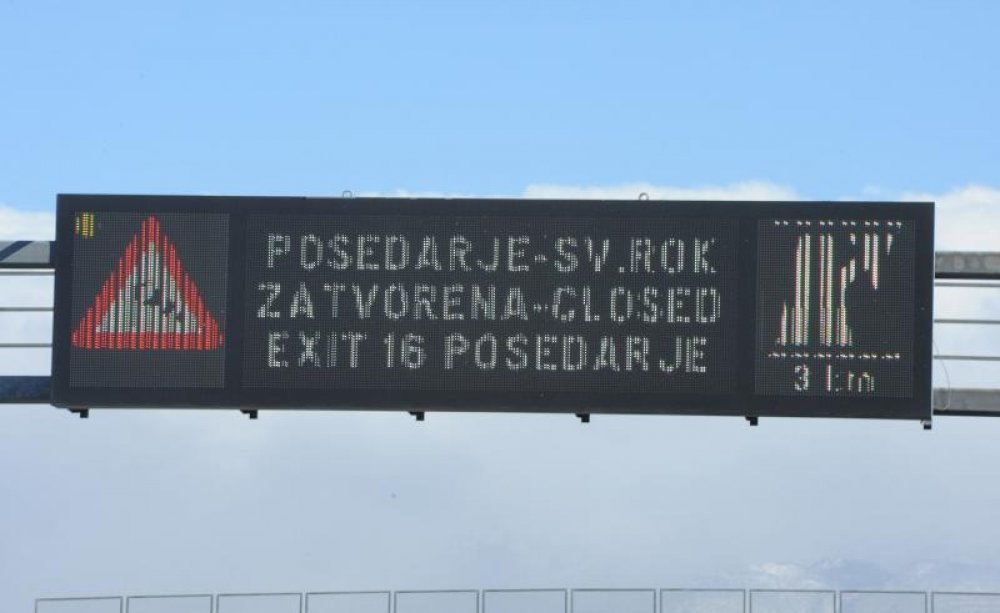 POSEDARJE-SV.ROK
ZATVORENA-CLOSED
EXIT 16 POSEDARJE
3 km